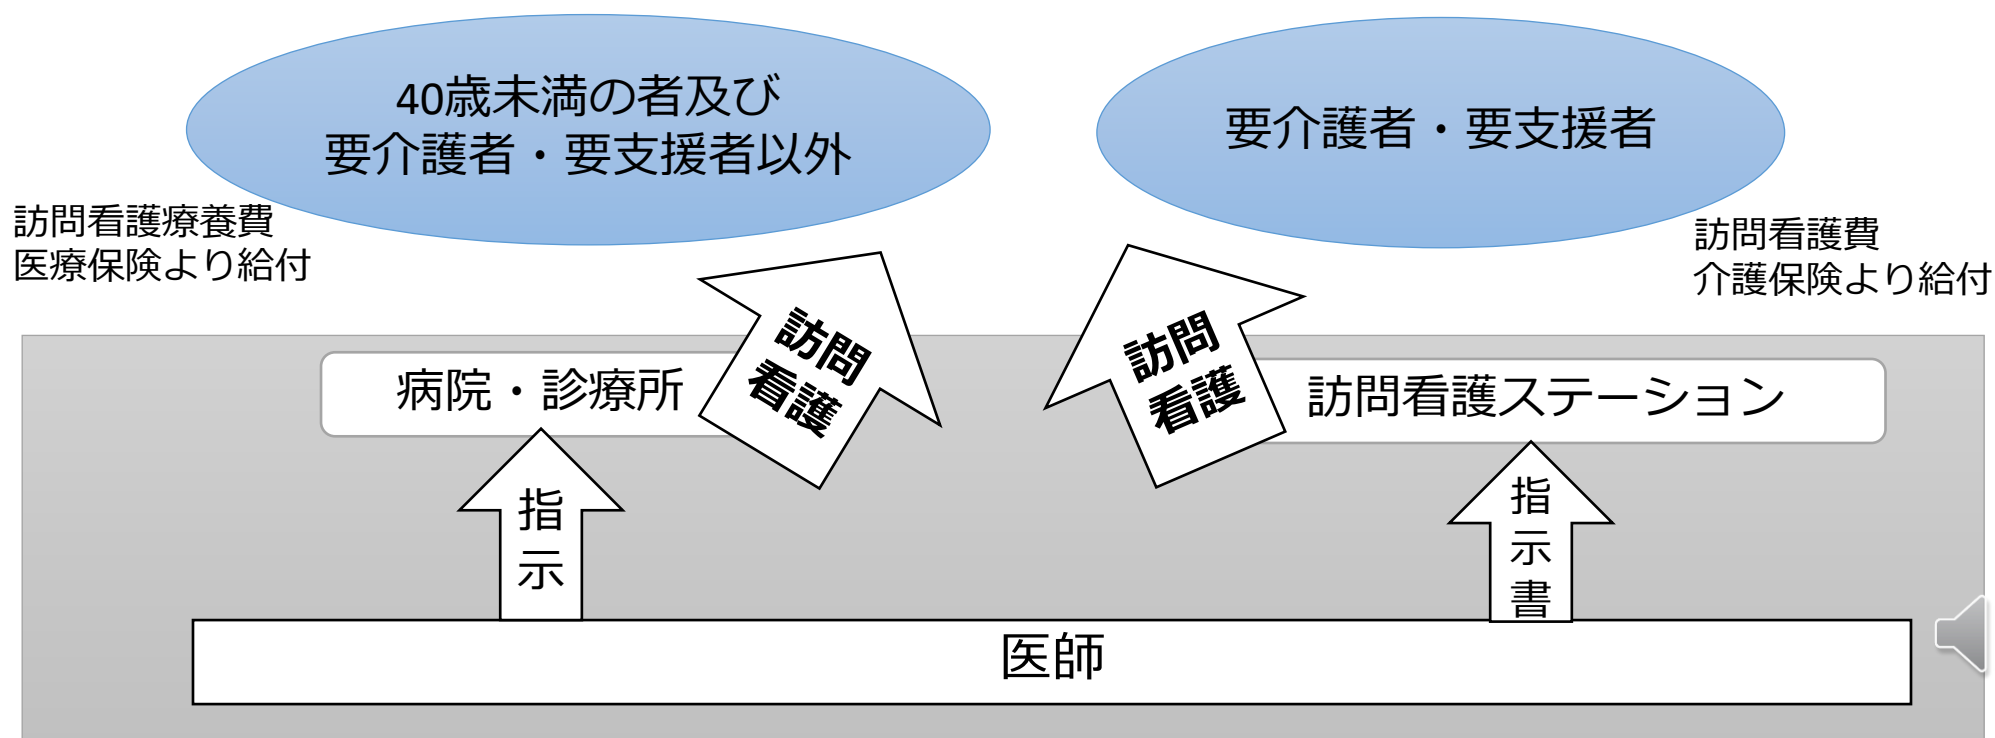 40歳未満の者及び
要介護者・要支援者以外
要介護者・要支援者
訪問看護療養費
医療保険より給付
訪問看護費
介護保険より給付
訪問
看護
訪問
看護
病院・診療所
訪問看護ステーション
指
示
指
示
書
医師